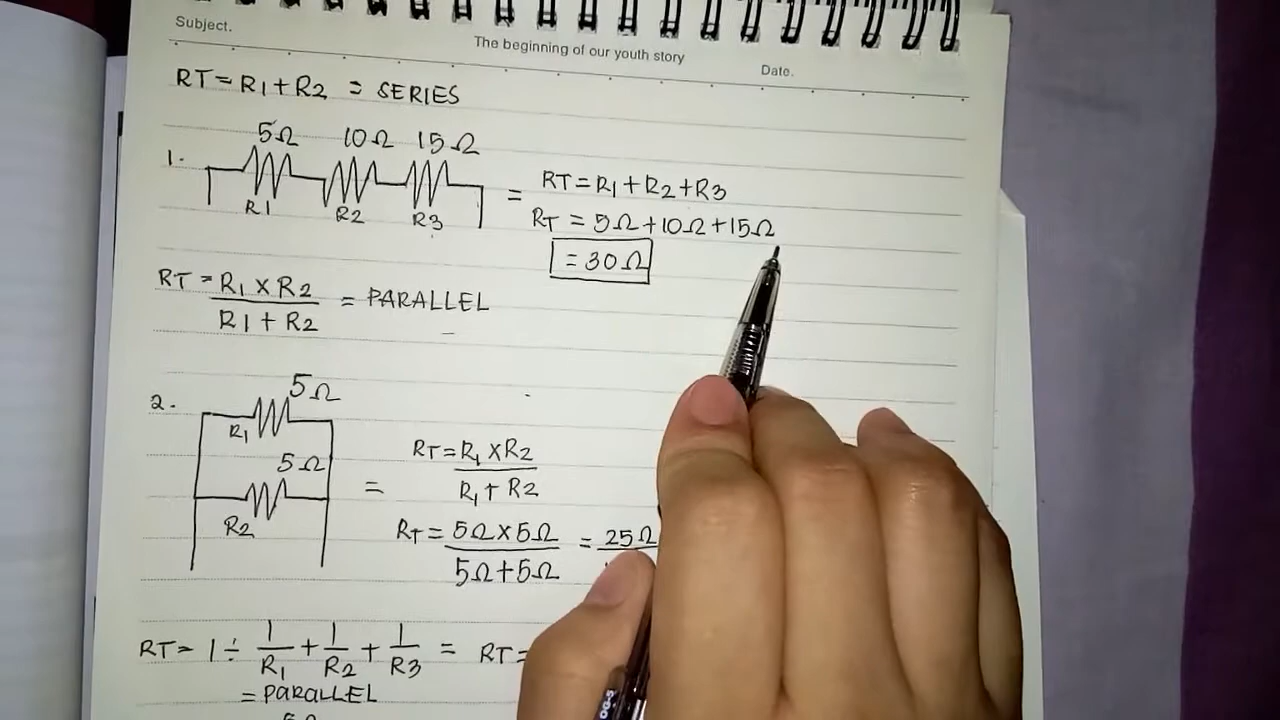 Subject.
The beginning of our youth story
Date.
RT = R1 + R2 = SERIES
5Ω 10Ω 15Ω
1.
R1 R2 R3
= RT = R1 + R2 + R3
RT = 5Ω + 10Ω + 15Ω
= 30Ω
RT = R1 X R2 = PARALLEL
R1 + R2
2.
5Ω
R1
5Ω
R2
= RT = R1 X R2
R1 + R2
RT = 5Ω X 5Ω = 25Ω
5Ω + 5Ω
RT = 1 ÷ 1/R1 + 1/R2 + 1/R3 = RT =
= PARALLEL
OG-5